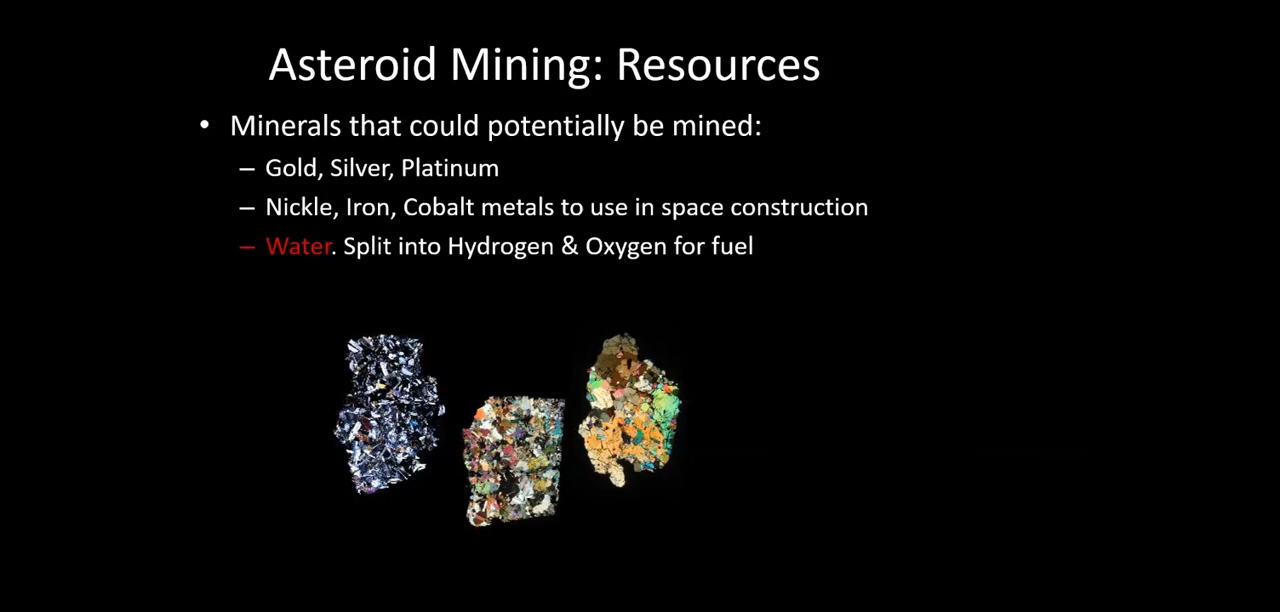 Asteroid Mining: Resources
• Minerals that could potentially be mined:
– Gold, Silver, Platinum
– Nickle, Iron, Cobalt metals to use in space construction
– Water. Split into Hydrogen & Oxygen for fuel